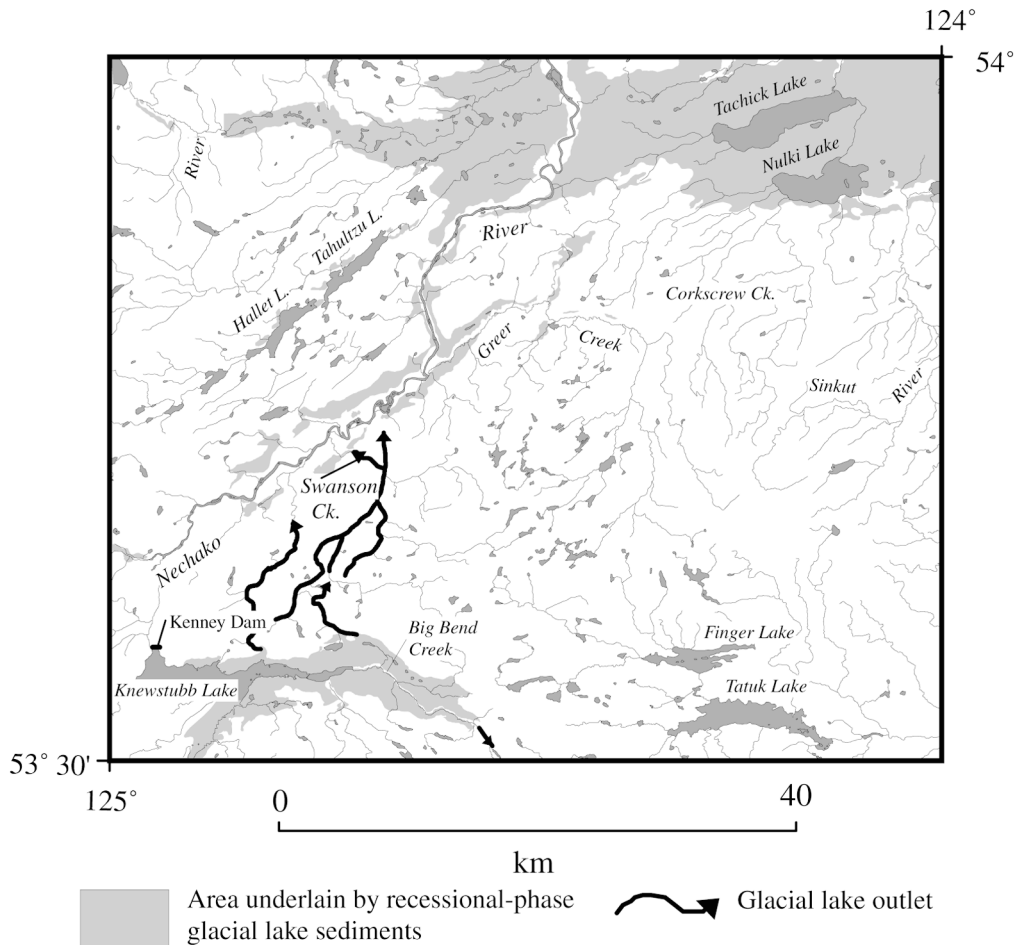 124°
54°
Tachick Lake
Nulki Lake
River
Tahultzu L.
River
Hallet L.
Corkscrew Ck.
Greer
Creek
Sinkut
River
Swanson
Ck.
Nechako
Kenney Dam
Big Bend
Creek
Finger Lake
Knewstubb Lake
Tatuk Lake
53° 30'
125°
0
40
km
Area underlain by recessional-phase
glacial lake sediments
Glacial lake outlet